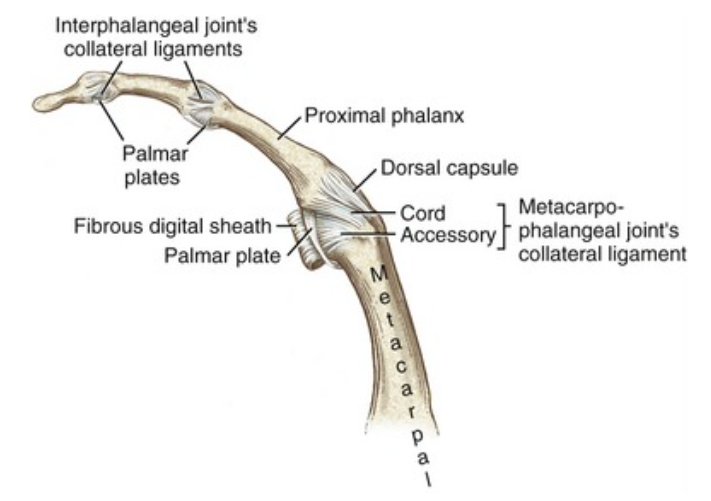 Interphalangeal joint's
collateral ligaments
Proximal phalanx
Palmar
plates
Dorsal capsule
Cord
Accessory
Metacarpo-
phalangeal joint's
collateral ligament
Fibrous digital sheath
Palmar plate
Metacarpal